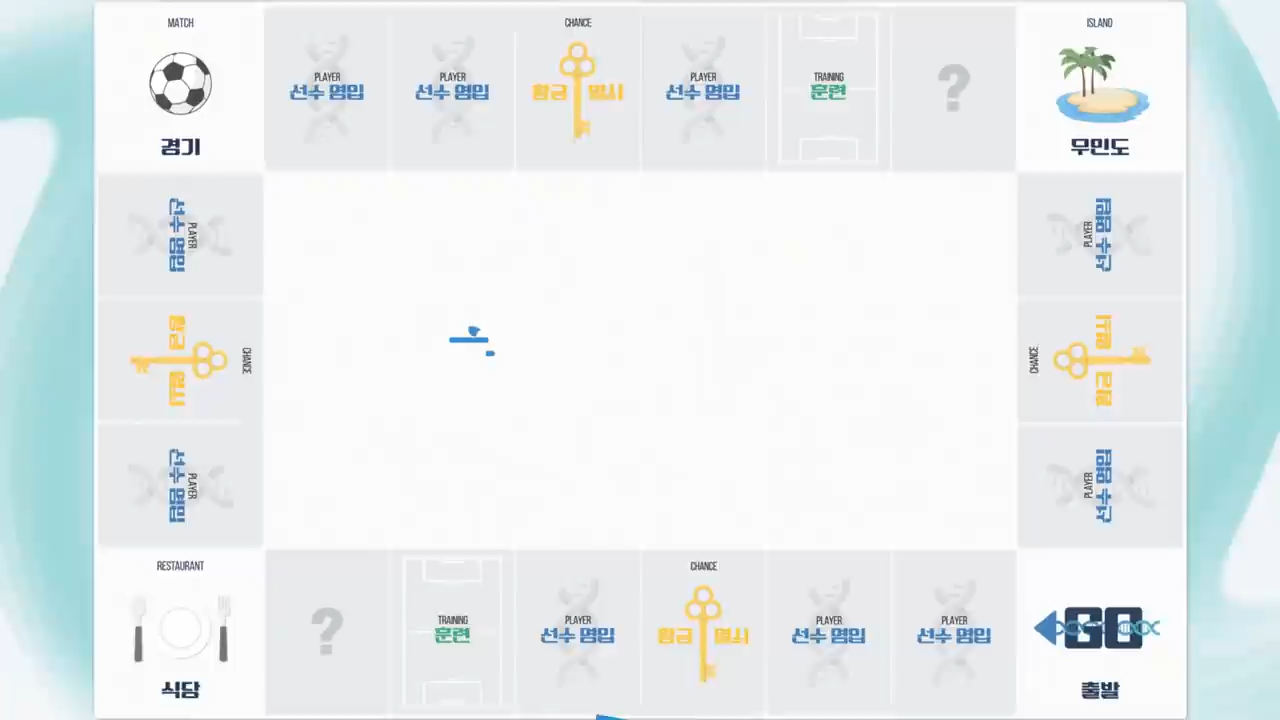 MATCH
경기
PLAYER
선수 영입
PLAYER
선수 영입
CHANCE
황금 열쇠
PLAYER
선수 영입
TRAINING
훈련
?
ISLAND
무인도
PLAYER
선수 영입
PLAYER
선수 영입
CHANCE
황금 열쇠
CHANCE
황금 열쇠
PLAYER
선수 영입
PLAYER
선수 영입
RESTAURANT
식당
?
TRAINING
훈련
PLAYER
선수 영입
CHANCE
황금 열쇠
PLAYER
선수 영입
PLAYER
선수 영입
GO
출발